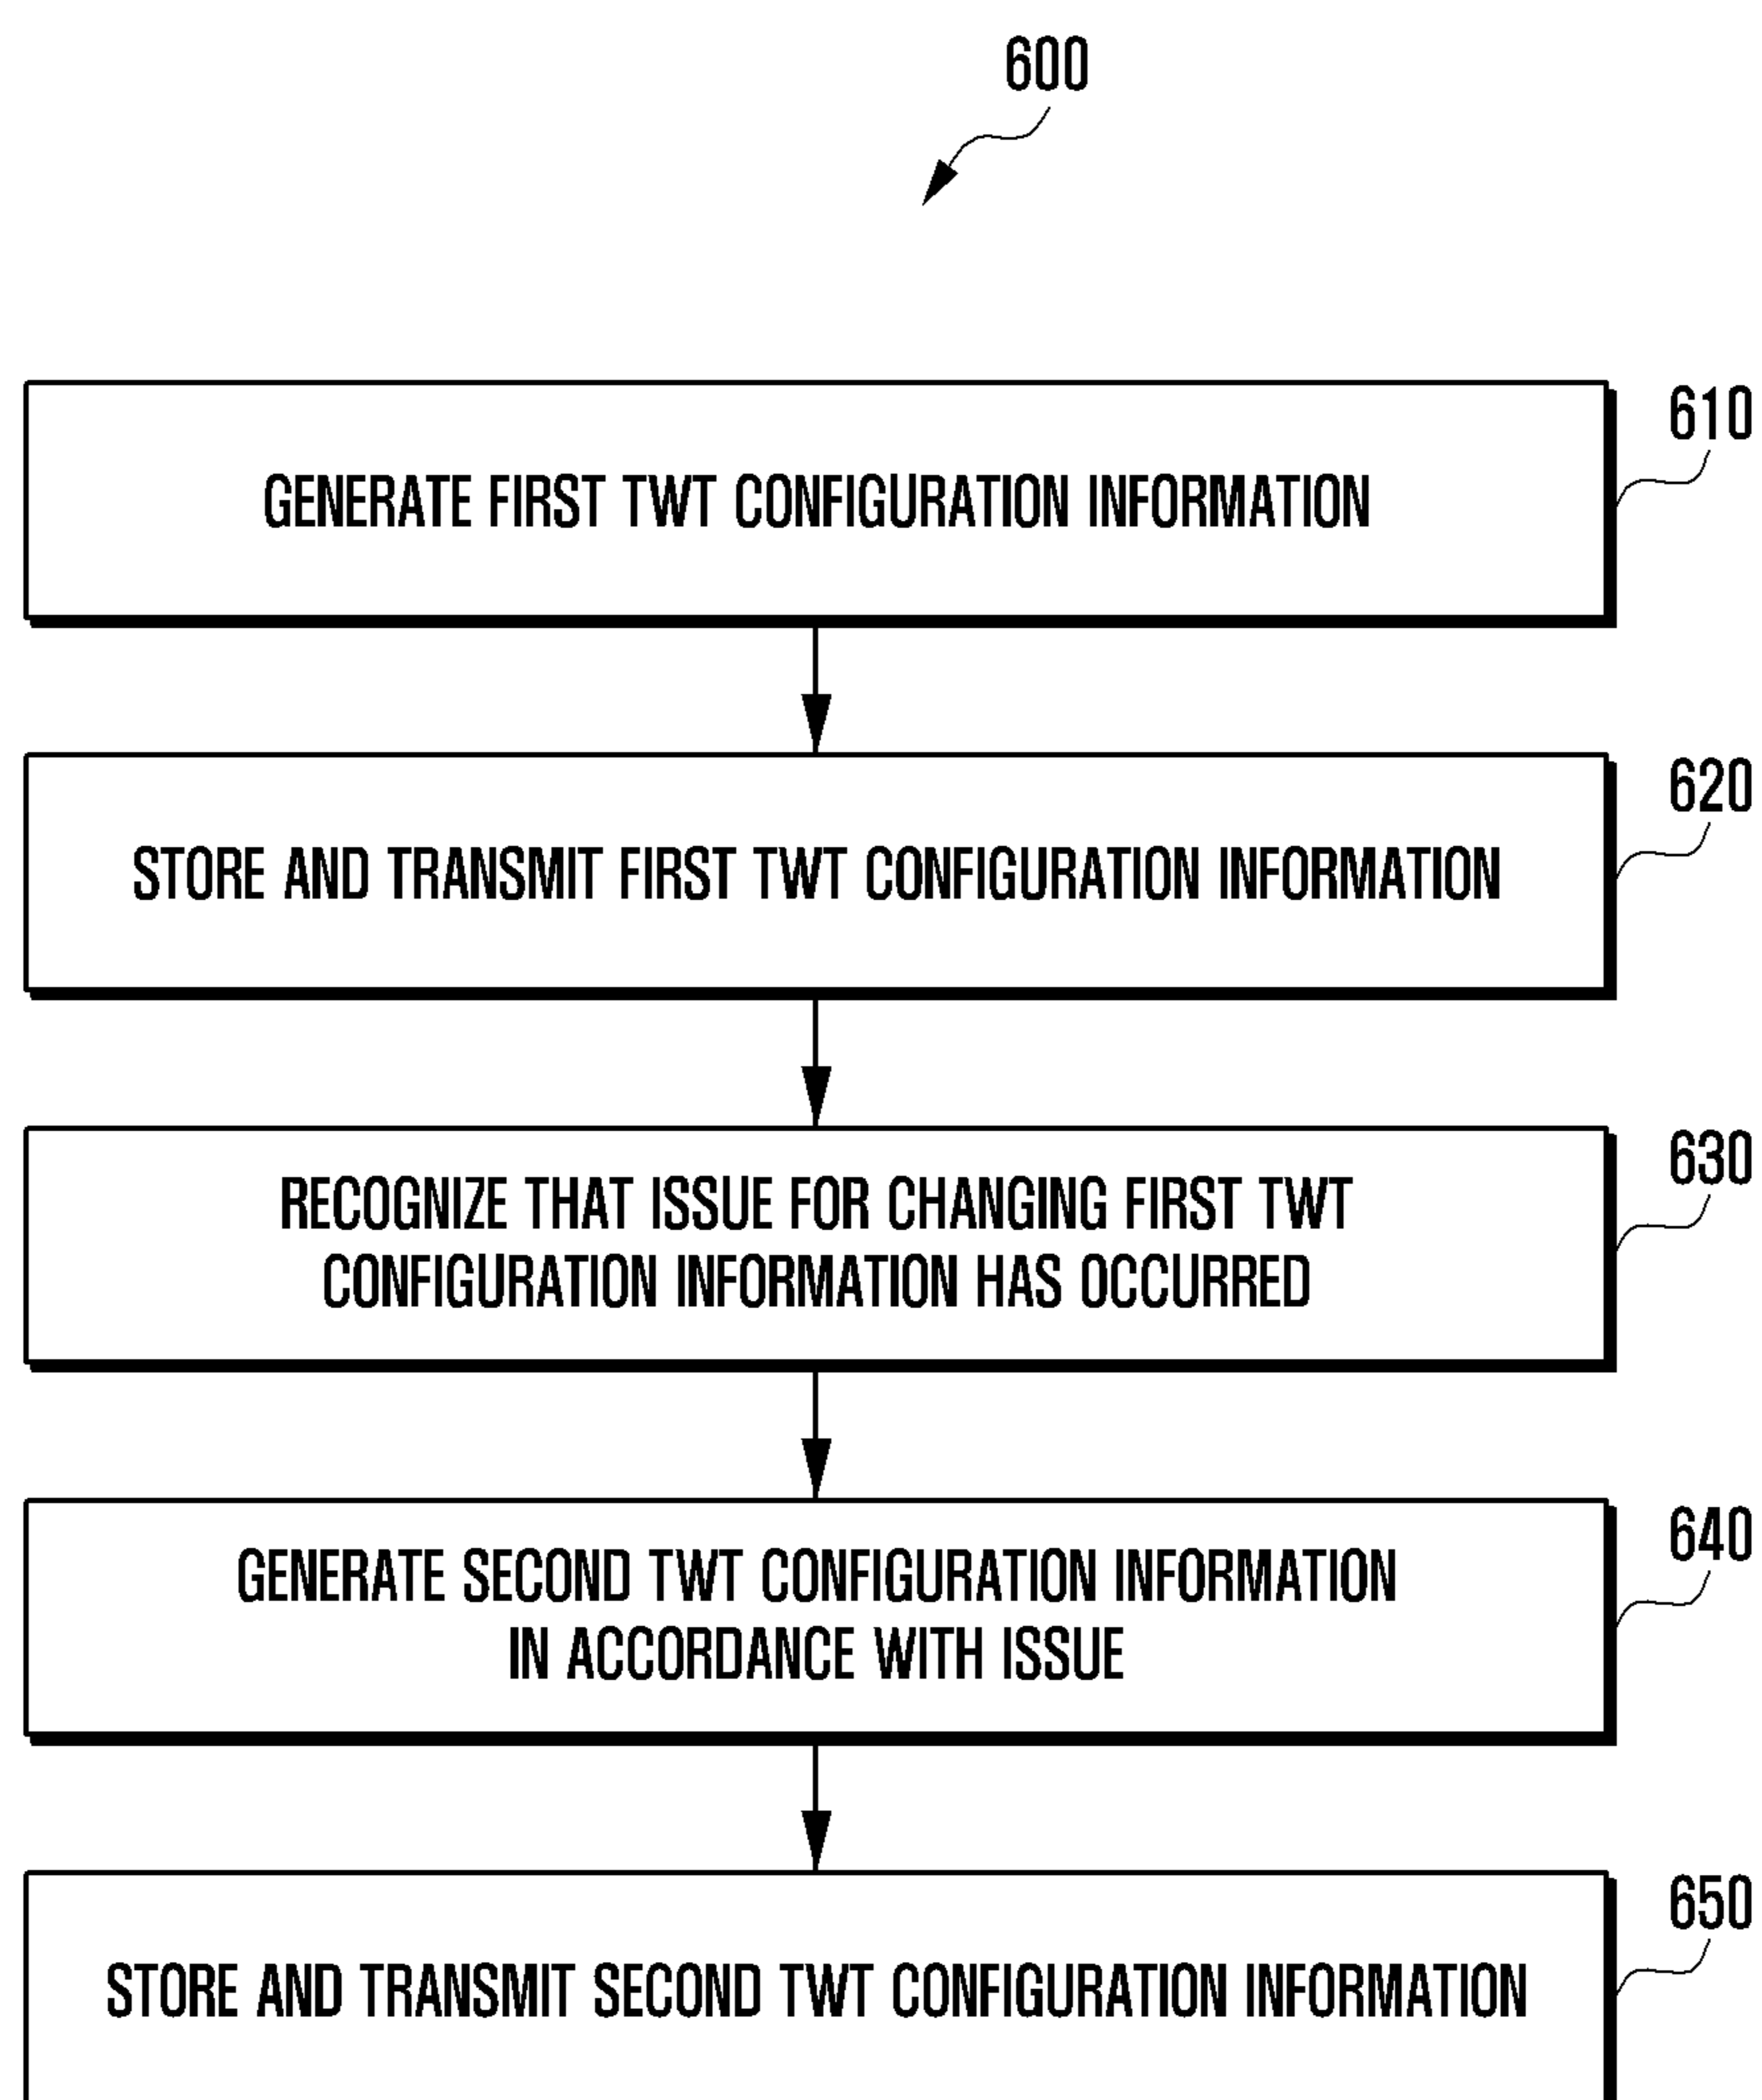 600
610
GENERATE FIRST TWT CONFIGURATION INFORMATION
620
STORE AND TRANSMIT FIRST TWT CONFIGURATION INFORMATION
630
RECOGNIZE THAT ISSUE FOR CHANGING FIRST TWT
CONFIGURATION INFORMATION HAS OCCURRED
640
GENERATE SECOND TWT CONFIGURATION INFORMATION
IN ACCORDANCE WITH ISSUE
650
STORE AND TRANSMIT SECOND TWT CONFIGURATION INFORMATION